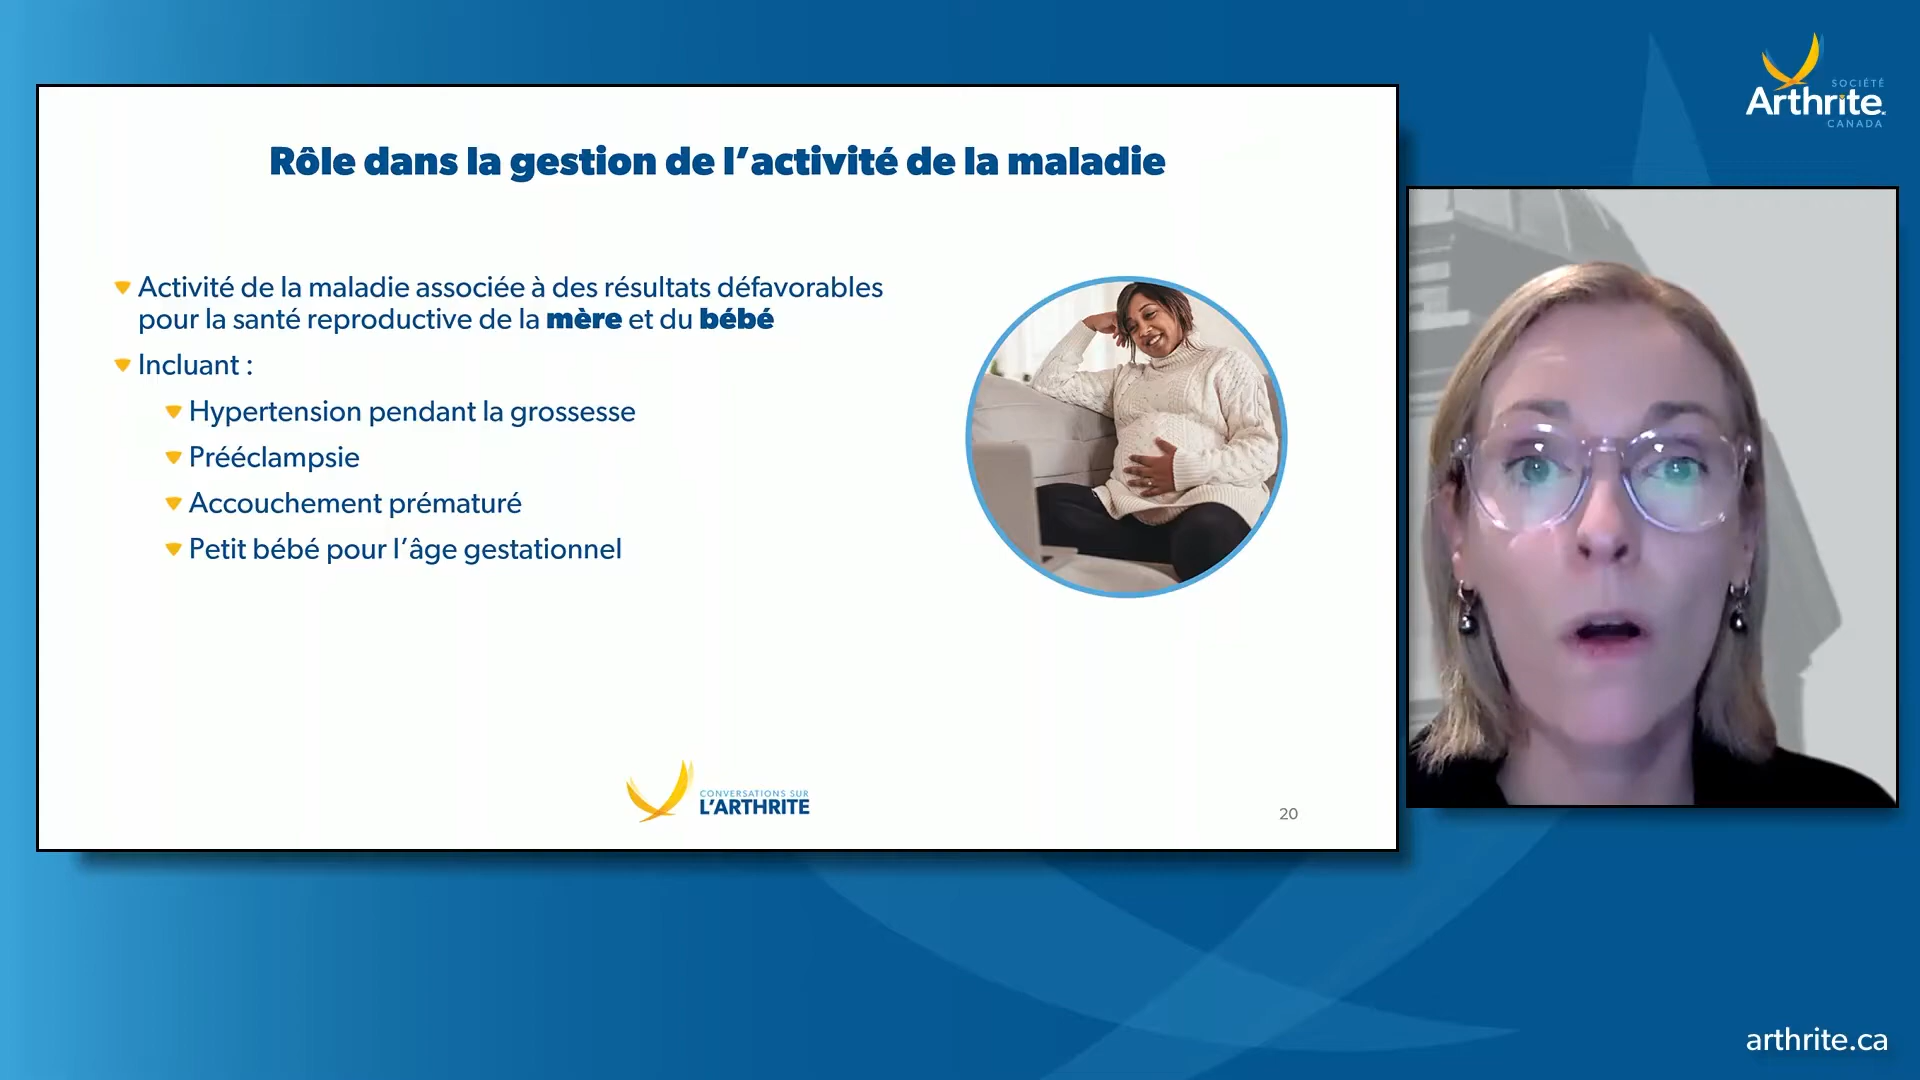 SOCIÉTÉ
Arthrite
CANADA
Rôle dans la gestion de l’activité de la maladie
Activité de la maladie associée à des résultats défavorables
pour la santé reproductive de la mère et du bébé
Incluant :
Hypertension pendant la grossesse
Prééclampsie
Accouchement prématuré
Petit bébé pour l’âge gestationnel
CONVERSATIONS SUR
L’ARTHRITE
20
arthrite.ca